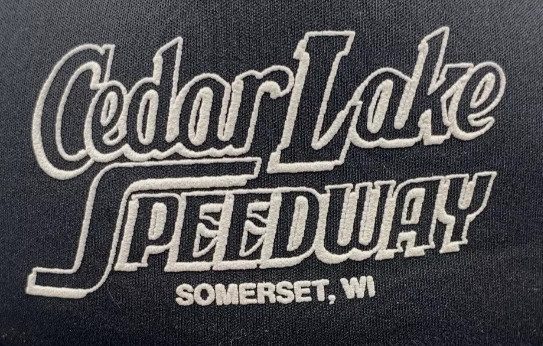 Cedar Lake
SPEEDWAY
SOMERSET, WI